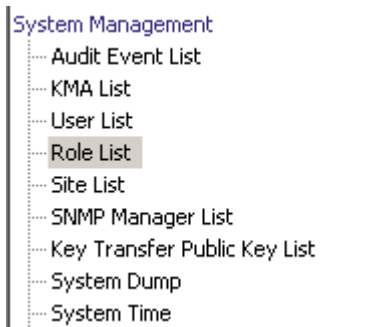 System Management
Audit Event List
KMA List
User List
Role List
Site List
SNMP Manager List
Key Transfer Public Key List
System Dump
System Time